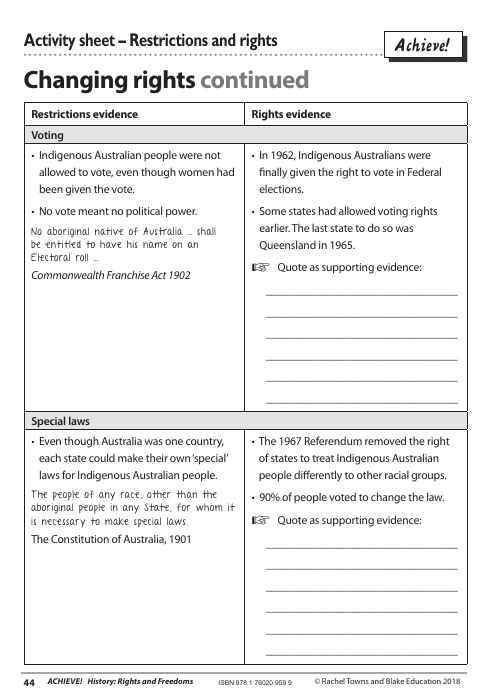 Activity sheet – Restrictions and rights
Achieve!
Changing rights continued
Restrictions evidence
Rights evidence
Voting
• Indigenous Australian people were not
allowed to vote, even though women had
been given the vote.
• No vote meant no political power.
No aboriginal native of Australia ... shall
be entitled to have his name on an
Electoral roll ...
Commonwealth Franchise Act 1902
• In 1962, Indigenous Australians were
finally given the right to vote in Federal
elections.
• Some states had allowed voting rights
earlier. The last state to do so was
Queensland in 1965.
Quote as supporting evidence:
Special laws
• Even though Australia was one country,
each state could make their own ‘special’
laws for Indigenous Australian people.
The people of any race, other than the
aboriginal people in any State, for whom it
is necessary to make special laws.
The Constitution of Australia, 1901
• The 1967 Referendum removed the right
of states to treat Indigenous Australian
people differently to other racial groups.
• 90% of people voted to change the law.
Quote as supporting evidence:
44 ACHIEVE! History: Rights and Freedoms ISBN 978 1 76020 959 9 © Rachel Towns and Blake Education 2018